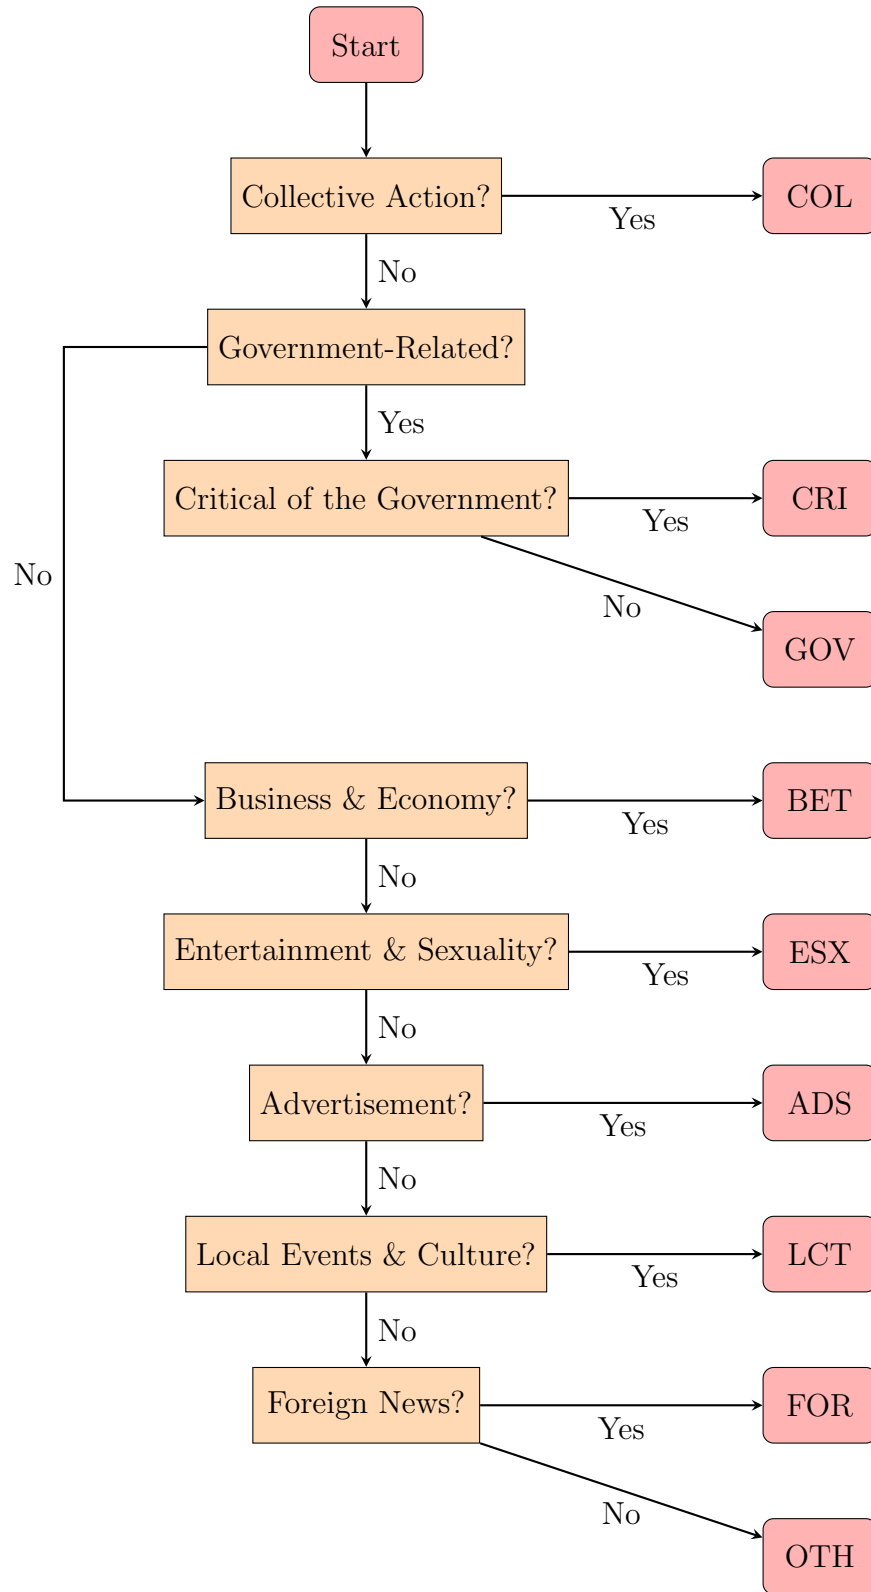 Start
Collective Action?
Yes
COL
No
Government-Related?
Yes
Critical of the Government?
Yes
CRI
No
No
GOV
Business & Economy?
Yes
BET
No
Entertainment & Sexuality?
Yes
ESX
No
Advertisement?
Yes
ADS
No
Local Events & Culture?
Yes
LCT
No
Foreign News?
Yes
FOR
No
OTH